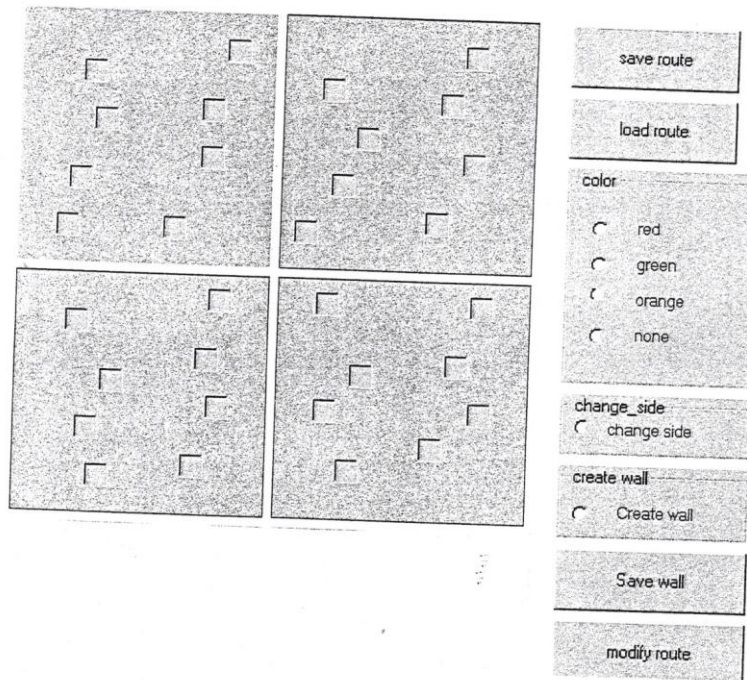 save route
load route
color
red
green
orange
none
change_side
change side
create wall
Create wall
Save wall
modify route